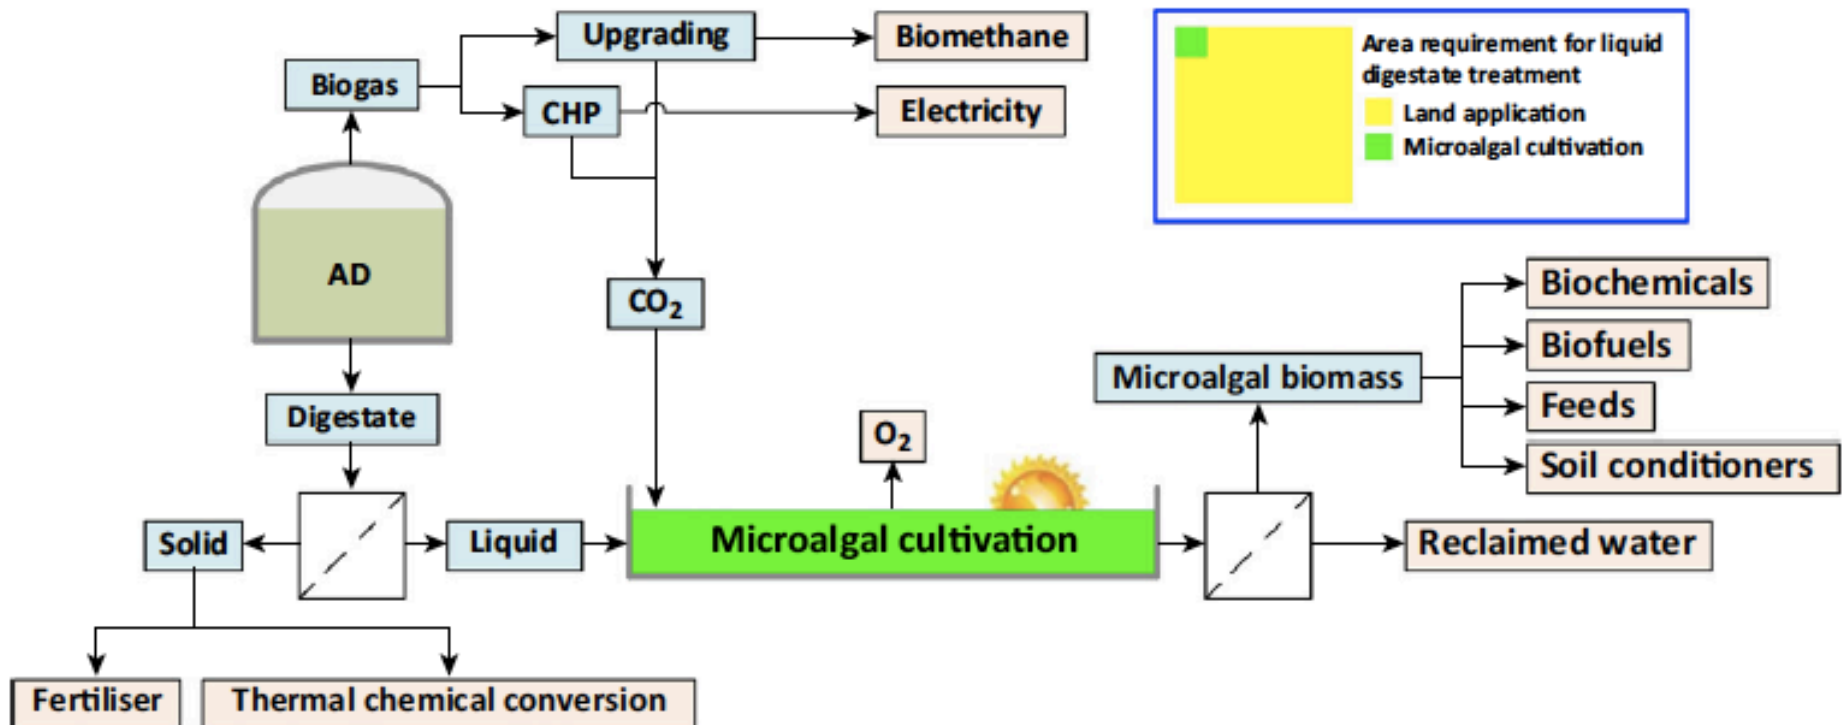 Upgrading
Biomethane
Biogas
CHP
Electricity
Area requirement for liquid
digestate treatment
Land application
Microalgal cultivation
AD
CO₂
Biochemicals
Biofuels
Microalgal biomass
Feeds
Digestate
O₂
Soil conditioners
Solid
Liquid
Microalgal cultivation
Reclaimed water
Fertiliser
Thermal chemical conversion